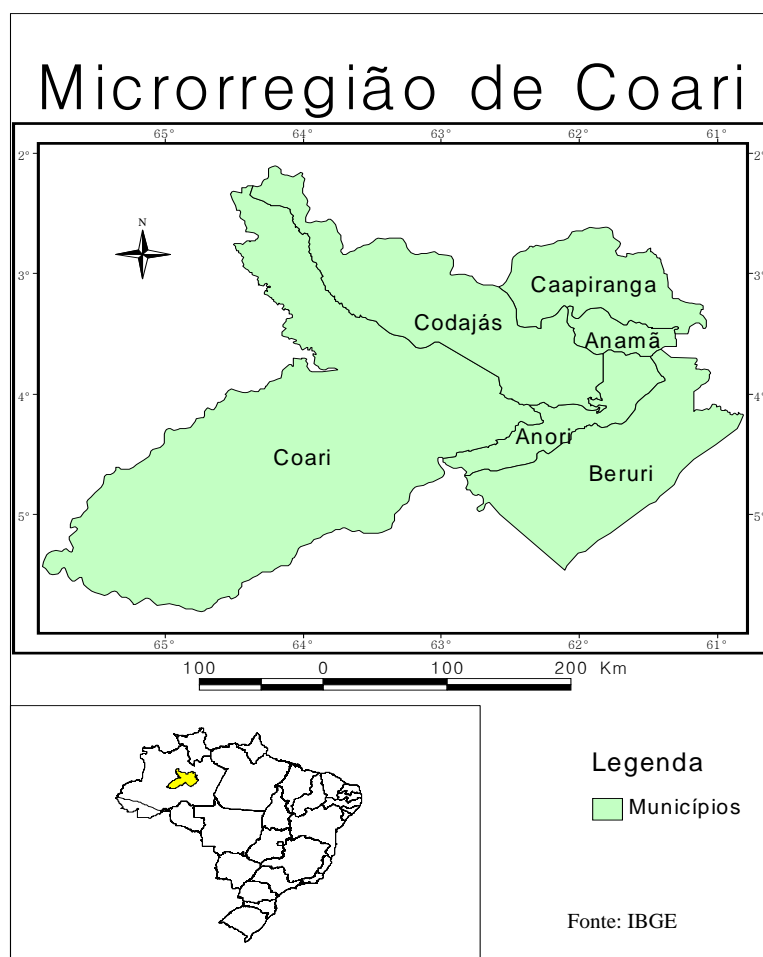 Microrregião de Coari
65° 64° 63° 62° 61°
2° 2°
N
3° 3°
Caapiranga
Codajás
Anamã
4° 4°
Anori
Coari
Beruri
5° 5°
65° 64° 63° 62° 61°
100 0 100 200 Km
Legenda
Municípios
Fonte: IBGE